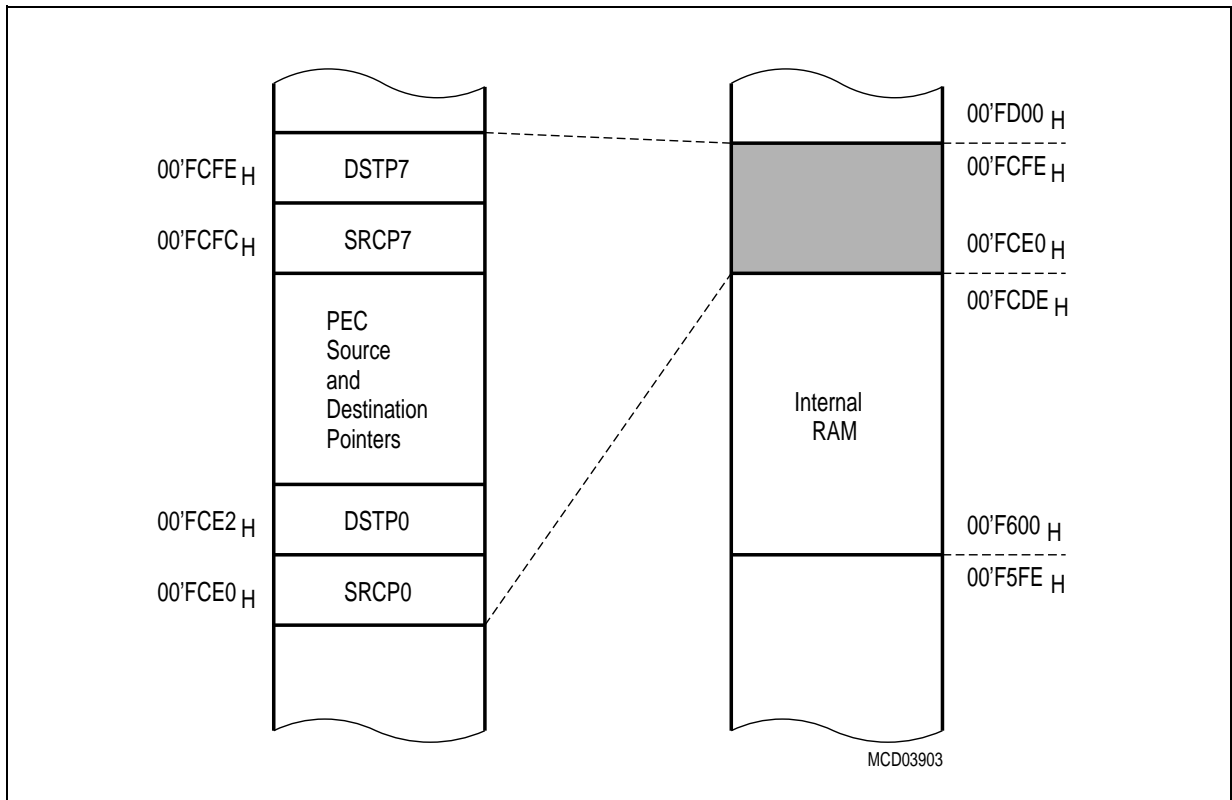 00’FCFE H
DSTP7
00’FCFC H
SRCP7
PEC
Source
and
Destination
Pointers
00’FCE2 H
DSTP0
00’FCE0 H
SRCP0
00’FD00 H
00’FCFE H
00’FCE0 H
00’FCDE H
Internal
RAM
00’F600 H
00’F5FE H
MCD03903